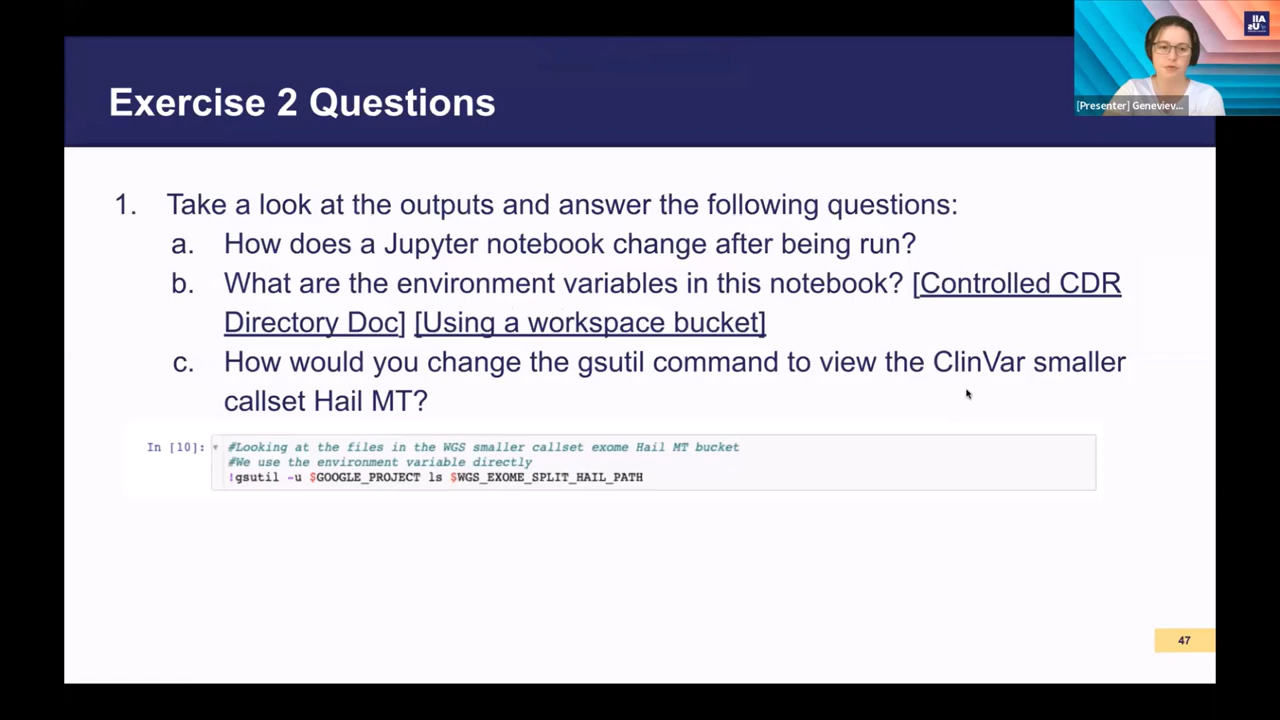 ALL
US
[Presenter] Geneviev...
Exercise 2 Questions
1. Take a look at the outputs and answer the following questions:
a. How does a Jupyter notebook change after being run?
b. What are the environment variables in this notebook? [Controlled CDR
Directory Doc] [Using a workspace bucket]
c. How would you change the gsutil command to view the ClinVar smaller
callset Hail MT?
In [10]:
#Looking at the files in the WGS smaller callset exome Hail MT bucket
#We use the environment variable directly
!gsutil -u $GOOGLE_PROJECT ls $WGS_EXOME_SPLIT_HAIL_PATH
47